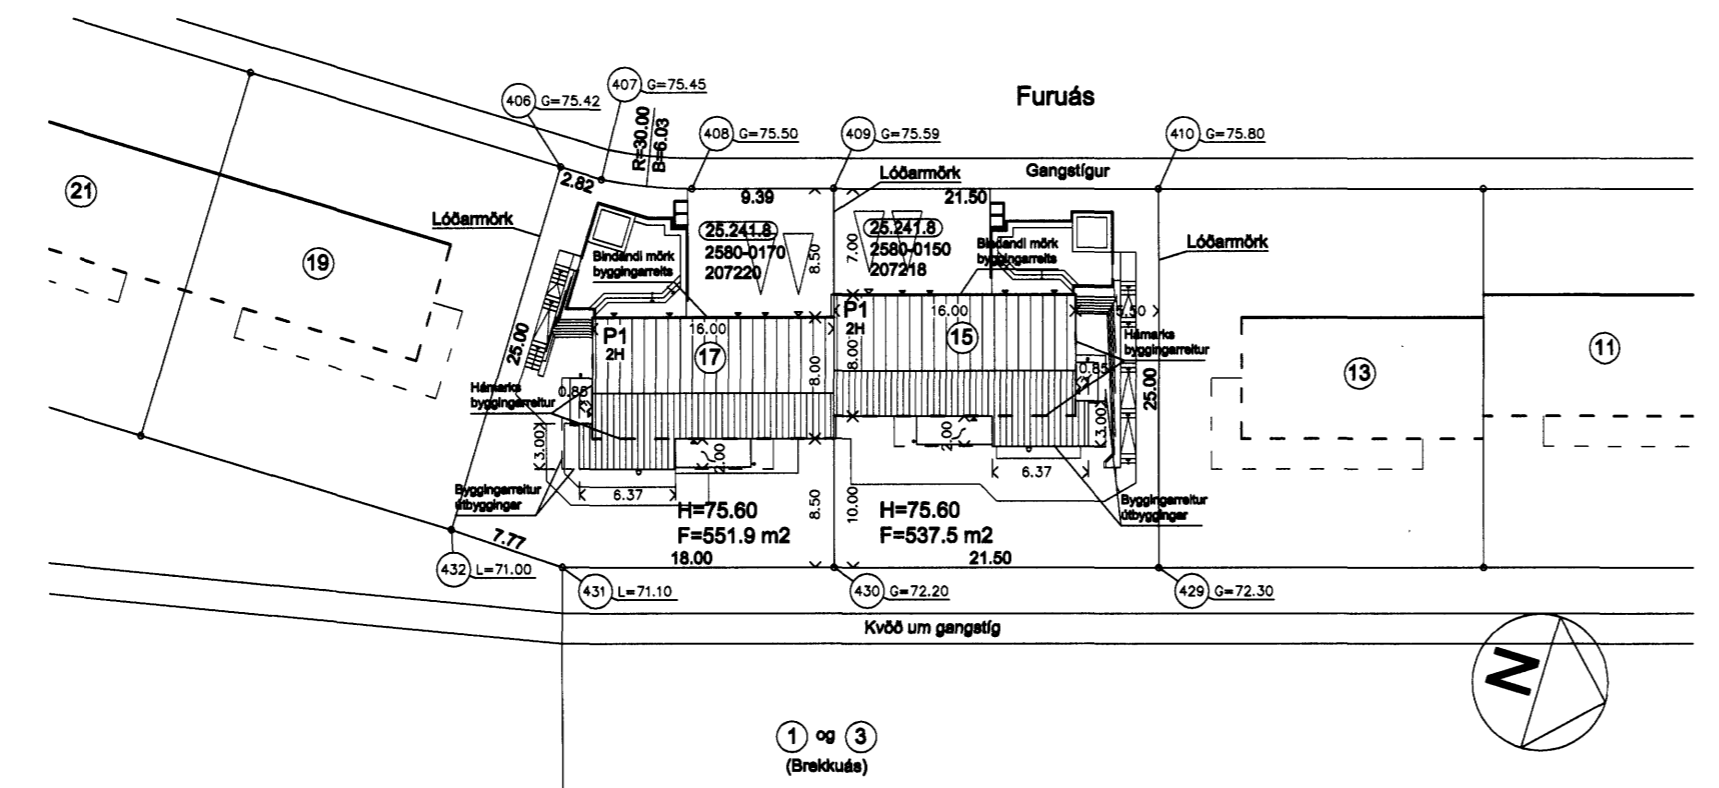 Furuás
407 G=75.45
406 G=75.42
R=30.00
B=6.03
408 G=75.50
409 G=75.59
410 G=75.80
Gangstígur
Lóðarmörk
2.82
9.39
21.50
21
19
Lóðarmörk
Lóðarmörk
25.241.8
2580-0170
207220
Bindandi mörk
byggingarreits
8.50
7.00
25.241.8
2580-0150
207218
Bindandi mörk
byggingarreits
25.00
P1
2H
16.00
17
8.00
P1
2H
16.00
15
8.00
5.50
Hámarks
byggingarreitur
0.85
25.00
13
11
Hámarks
byggingarreitur
0.85
3.00
2.00
6.37
2.00
3.00
6.37
Byggingarreitur
útbyggingar
Byggingarreitur
útbyggingar
H=75.60
F=551.9 m2
8.50
10.00
H=75.60
F=537.5 m2
7.77
18.00
21.50
432 L=71.00
431 L=71.10
430 G=72.20
429 G=72.30
Kvöð um gangstíg
N
1 og 3
(Brekkuás)